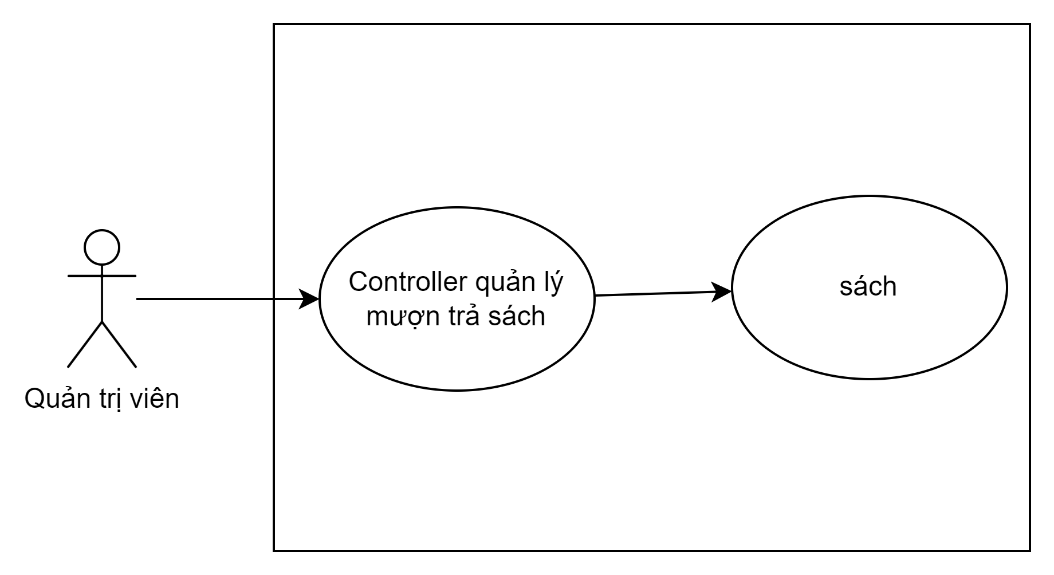 Controller quản lý
mượn trả sách
sách
Quản trị viên